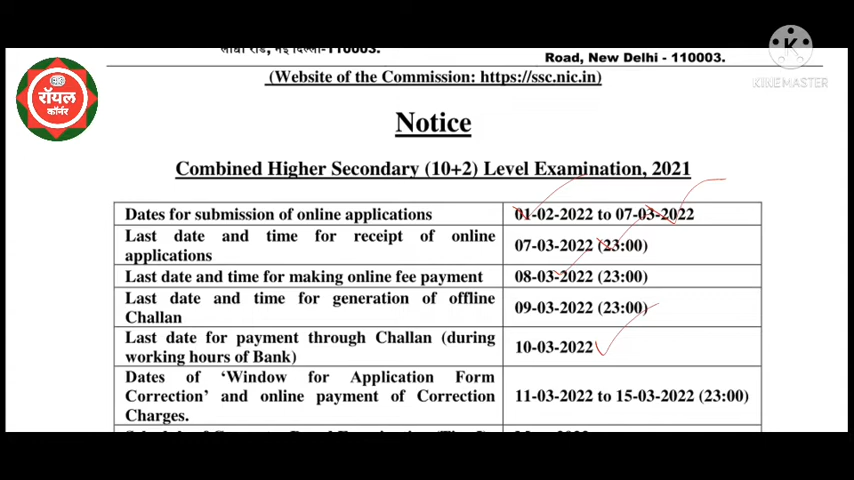 लोधी रोड, नई दिल्ली-110003.
Road, New Delhi - 110003.
(Website of the Commission: https://ssc.nic.in)
रॉयल
कॉर्नर
KINEMASTER
Notice
Combined Higher Secondary (10+2) Level Examination, 2021
Dates for submission of online applications 01-02-2022 to 07-03-2022
Last date and time for receipt of online
applications 07-03-2022 (23:00)
Last date and time for making online fee payment 08-03-2022 (23:00)
Last date and time for generation of offline
Challan 09-03-2022 (23:00)
Last date for payment through Challan (during
working hours of Bank) 10-03-2022
Dates of ‘Window for Application Form
Correction’ and online payment of Correction
Charges. 11-03-2022 to 15-03-2022 (23:00)